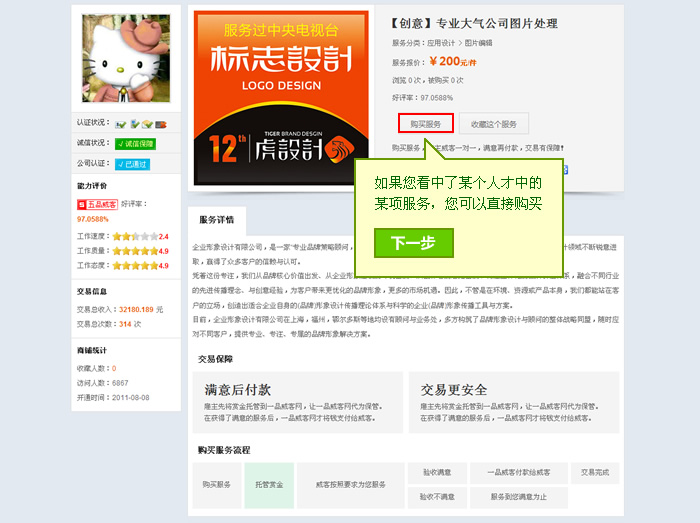 认证状况：
诚信状况： 诚信保障
公司认证： 已通过
能力评价
五品威客 好评率：
97.0588%
工作速度： 2.4
工作质量： 4.9
工作态度： 4.9
交易信息
交易总收入：32180.189 元
交易总次数：314 次
商铺统计
收藏人数：0
访问人数：6867
开通时间：2011-08-08
服务过中央电视台
标志設計
LOGO DESIGN
12th TIGER BRAND DESIGN
虎設計
【创意】专业大气公司图片处理
服务分类：应用设计 > 图片编辑
服务报价：￥200元/件
浏览 0 次，被购买 0 次
好评率：97.0588%
购买服务 收藏这个服务
购买服务，雇主威客一对一，满意再付款，交易有保障！
如果您看中了某个人才中的
某项服务，您可以直接购买
下一步
服务详情
企业形象设计有限公司，是一家专业品牌策略顾问，
取，赢得了众多客户的信赖与认可。
凭着这份专注，我们从品牌核心价值出发、从企业形象
的先进传播理念、与创意经验，为客户带来更优化的品牌形象，更多的市场机遇。因此，不管是在环境、资源或产品本身，我们都能站在客
户的立场，创造出适合企业自身的(品牌)形象设计传播理论体系与科学的企业(品牌)形象传播工具与方案。
目前，企业形象设计有限公司在上海，福州，鄂尔多斯等地均设有顾问与业务处，多方构筑了品牌形象设计与顾问的整体战略同盟，随时应
对不同客户，提供专业、专注、专属的品牌形象解决方案。
交易保障
满意后付款
雇主先将赏金托管到一品威客网，让一品威客网代为保管。
在获得了满意的服务后，一品威客网才将钱支付给威客。
交易更安全
雇主先将赏金托管到一品威客网，让一品威客网代为保管。
在获得了满意的服务后，一品威客网才将钱支付给威客。
购买服务流程
购买服务 托管赏金 威客按照要求为您服务
验收满意 一品威客付款给威客 交易完成
验收不满意 服务到您满意为止